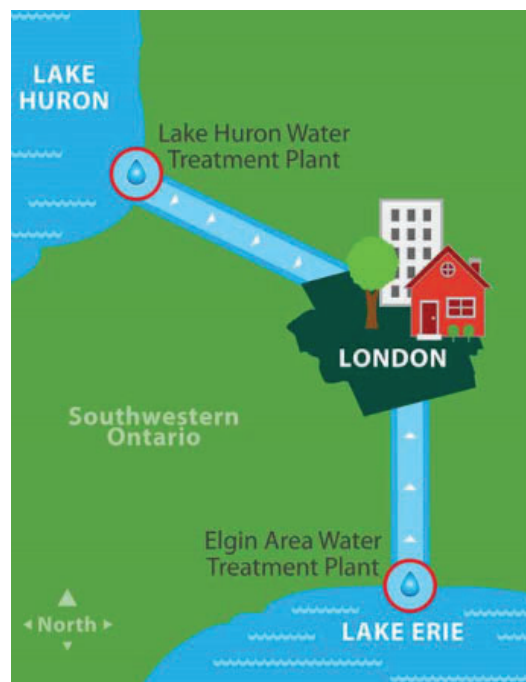 LAKE
HURON
Lake Huron Water
Treatment Plant
LONDON
Southwestern
Ontario
Elgin Area Water
Treatment Plant
North
LAKE ERIE